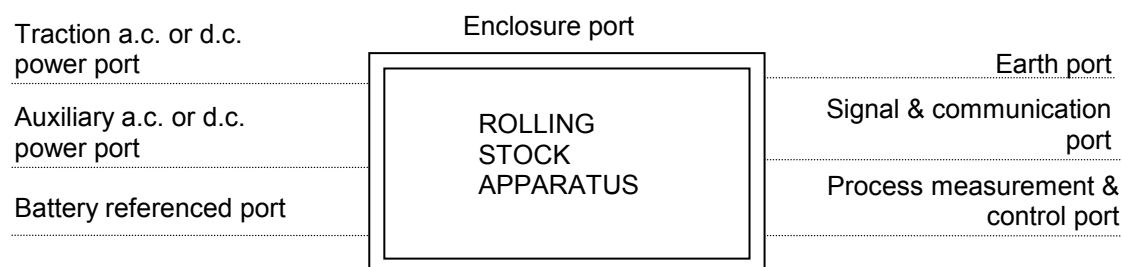 Enclosure port
Traction a.c. or d.c.
power port
Auxiliary a.c. or d.c.
power port
Battery referenced port
ROLLING
STOCK
APPARATUS
Earth port
Signal & communication
port
Process measurement &
control port